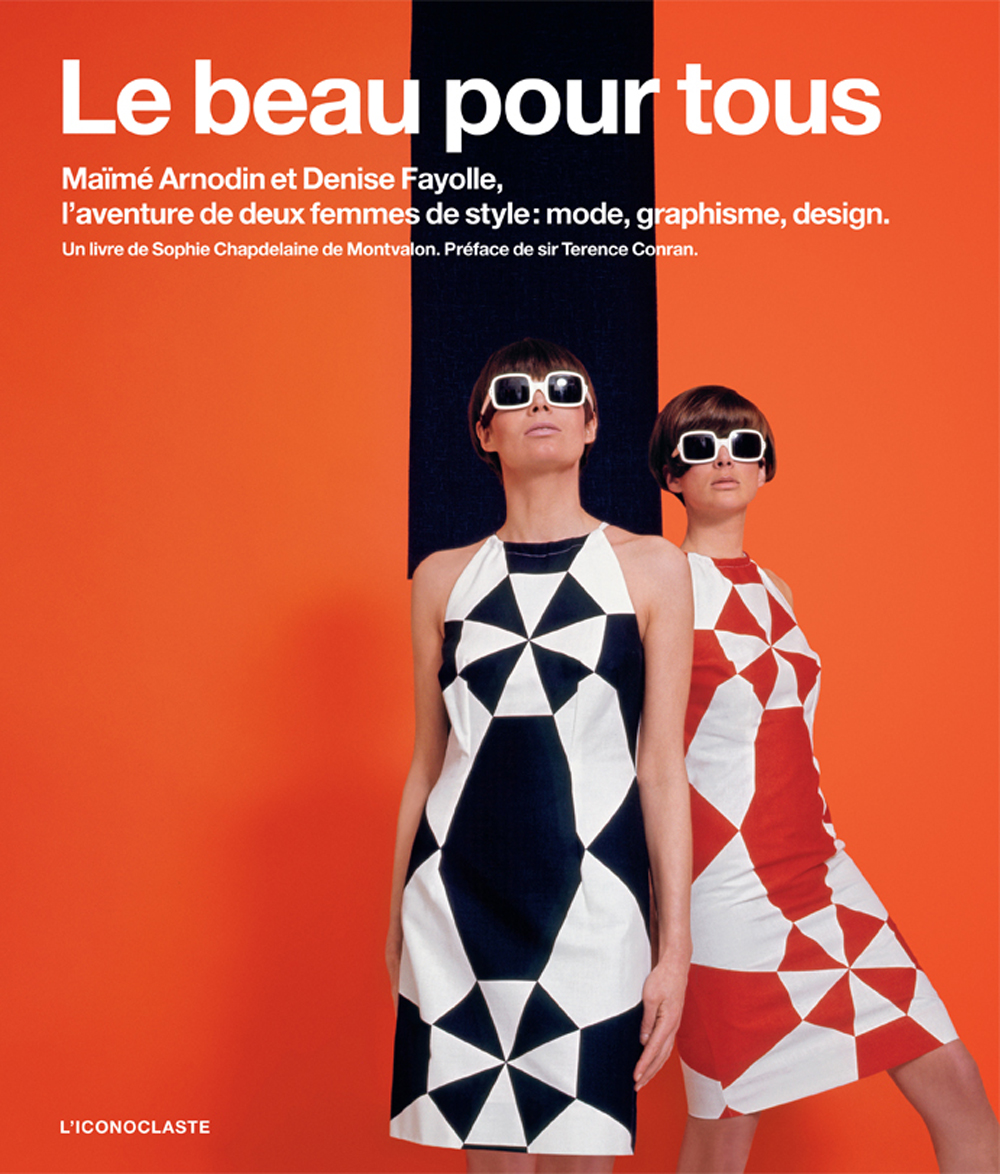 Le beau pour tous
Maïmé Arnodin et Denise Fayolle,
l’aventure de deux femmes de style : mode, graphisme, design.
Un livre de Sophie Chapdelaine de Montvalon. Préface de sir Terence Conran.
L’ICONOCLASTE